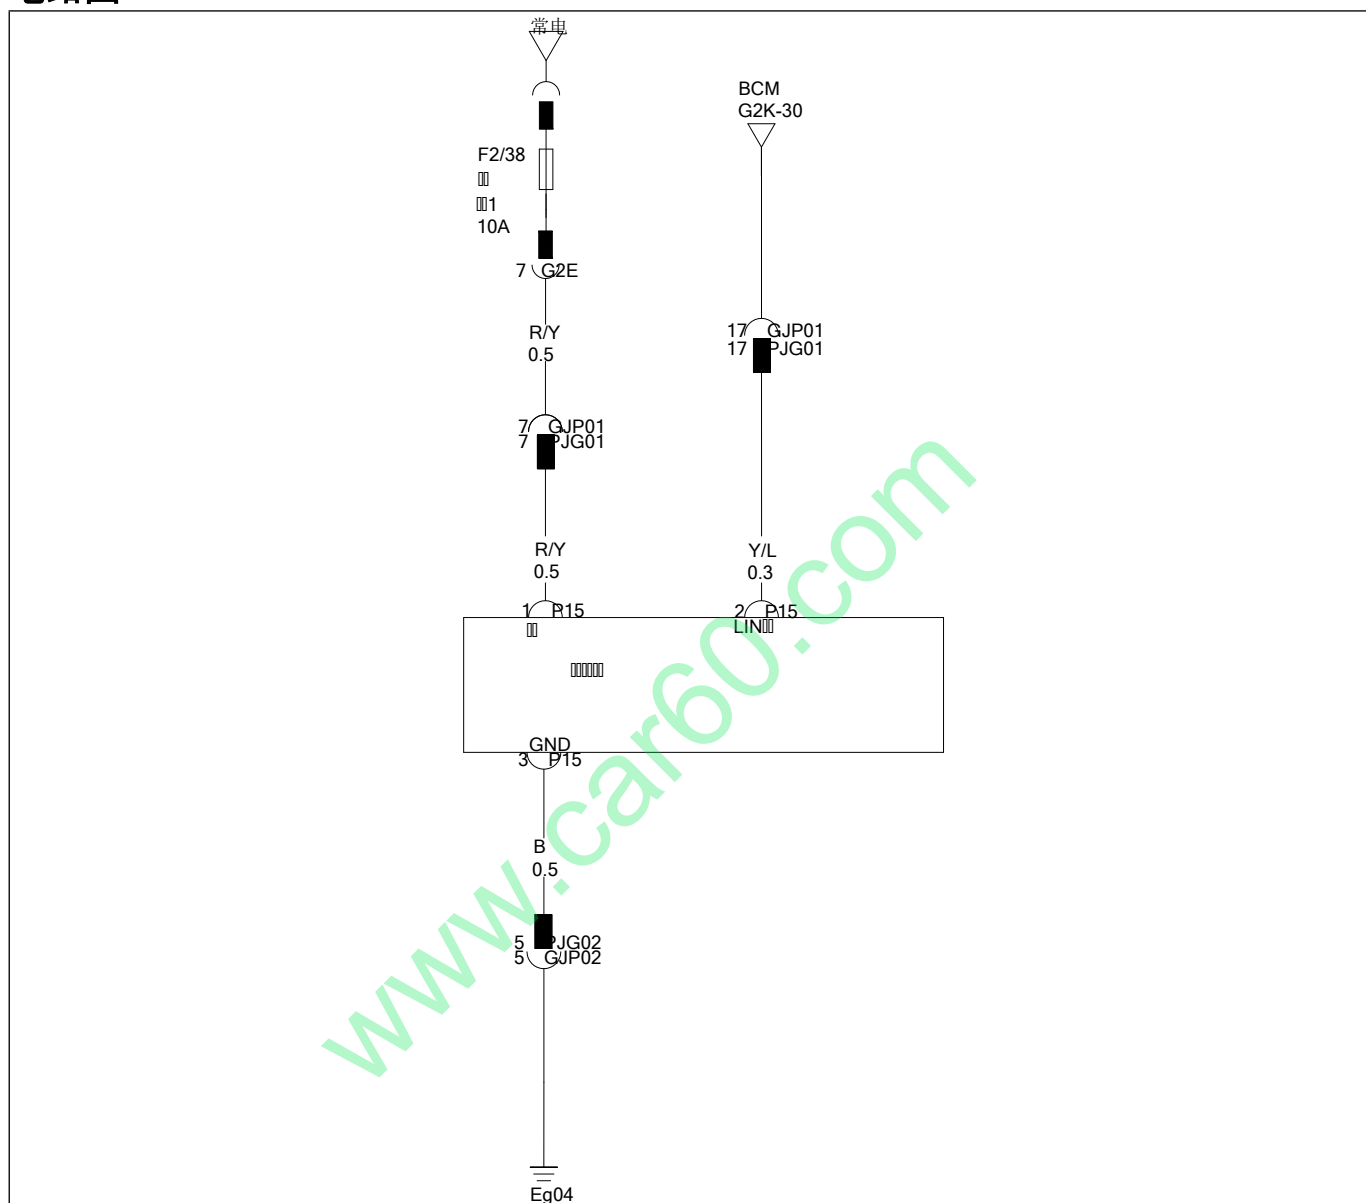 常电
BCM
G2K-30
F2/38
1
10A
7 G2E
R/Y
0.5
17 GJP01
17 PJG01
7 GJP01
7 PJG01
R/Y
0.5
Y/L
0.3
1 P15
2 P15
LIN
GND
3 P15
B
0.5
5 PJG02
5 GJP02
Eg04
www.car60.com